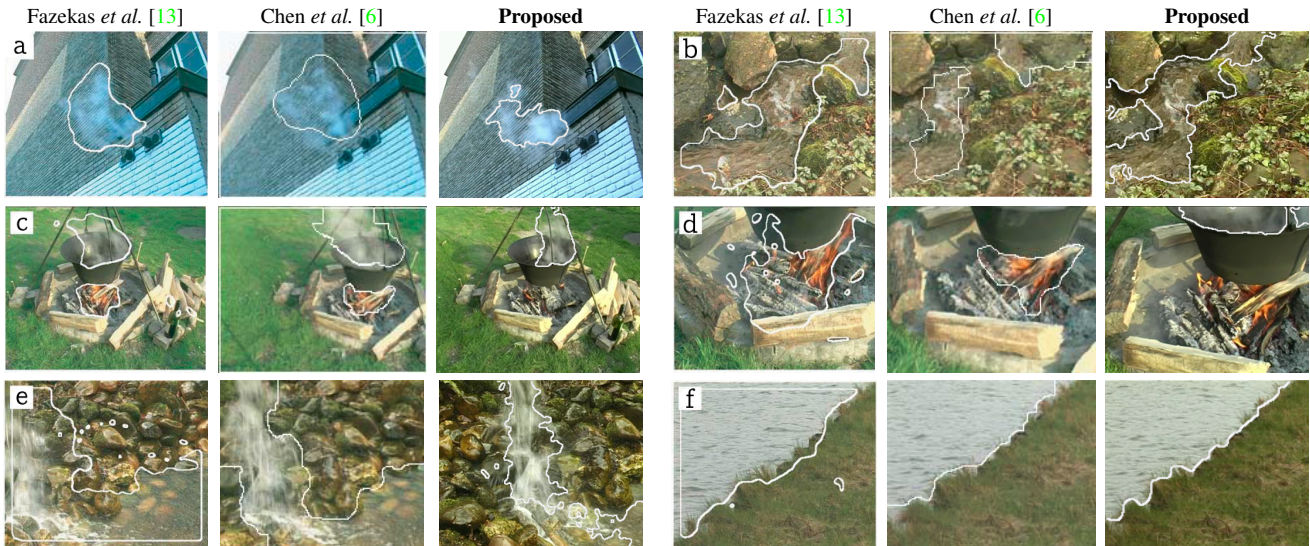 Fazekas et al. [13] Chen et al. [6] Proposed Fazekas et al. [13] Chen et al. [6] Proposed
a b
c d
e f